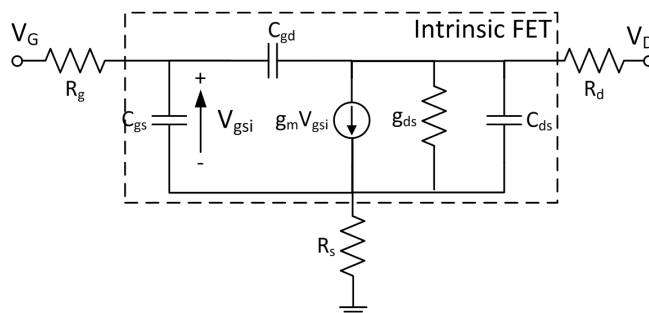 V_G
R_g
C_gs
+
V_gsi
-
C_gd
Intrinsic FET
g_mV_gsi
g_ds
C_ds
R_d
V_D
R_s